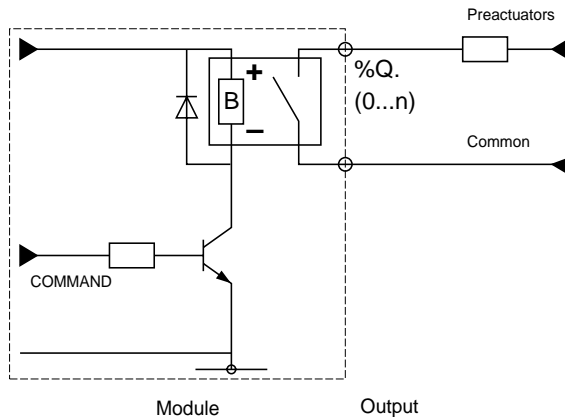 Preactuators
%Q.
(0...n)
B
+
−
Common
COMMAND
Module
Output